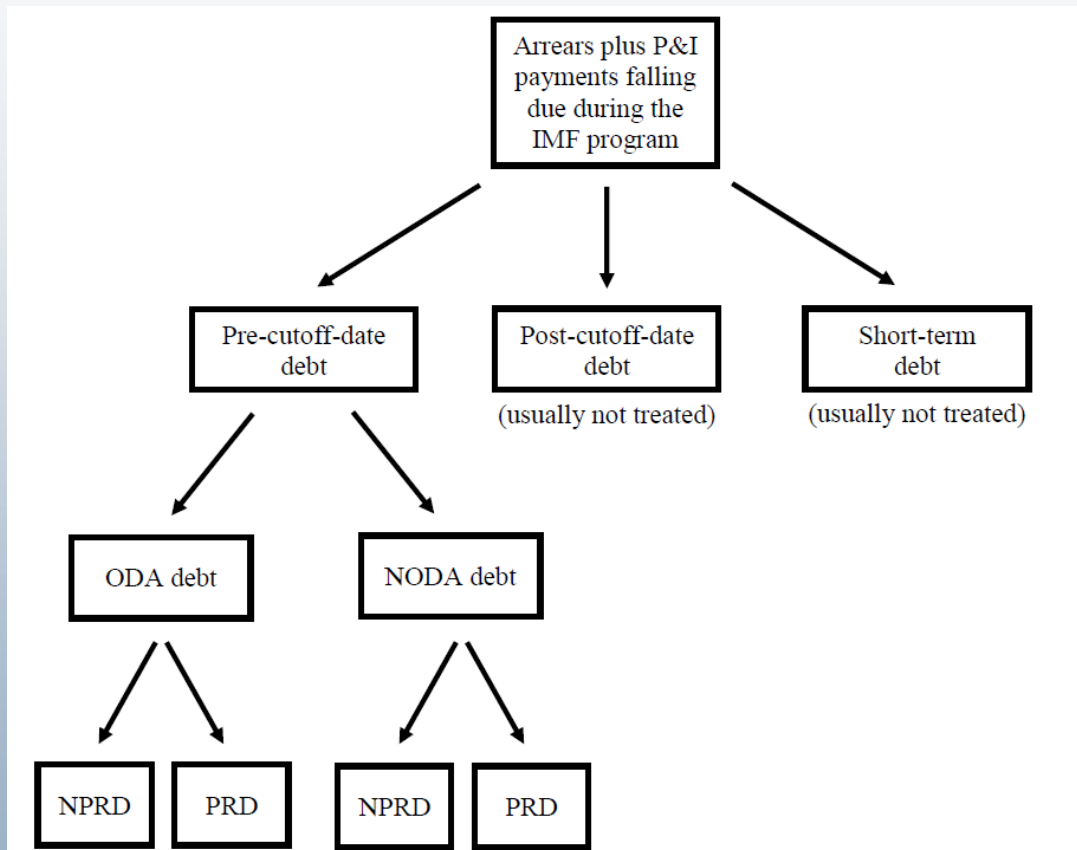 Arrears plus P&I
payments falling
due during the
IMF program
Pre-cutoff-date
debt
Post-cutoff-date
debt
(usually not treated)
Short-term
debt
(usually not treated)
ODA debt
NODA debt
NPRD
PRD
NPRD
PRD